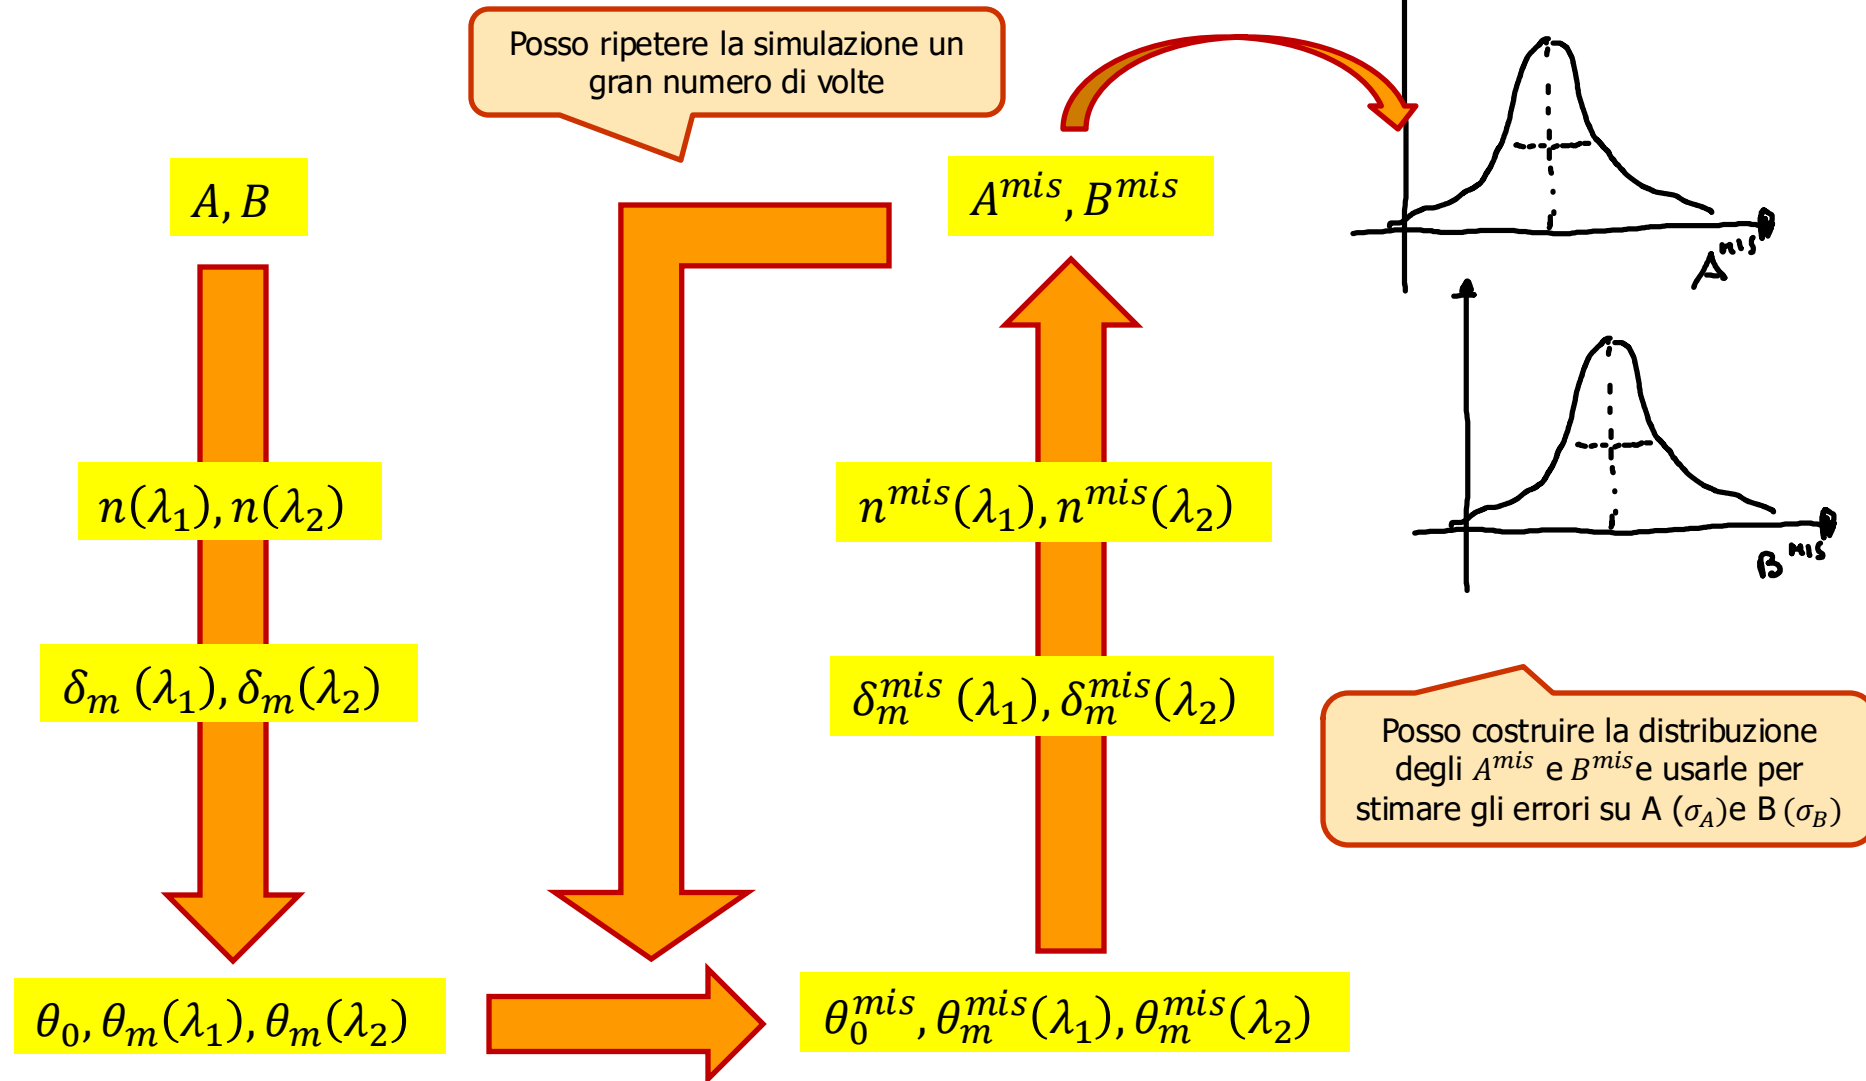 Posso ripetere la simulazione un
gran numero di volte
A, B
A^{mis}, B^{mis}
A^{MIS}
n(λ_1), n(λ_2)
n^{mis}(λ_1), n^{mis}(λ_2)
B^{MIS}
δ_m (λ_1), δ_m(λ_2)
δ_m^{mis} (λ_1), δ_m^{mis}(λ_2)
Posso costruire la distribuzione
degli A^{mis} e B^{mis}e usarle per
stimare gli errori su A (σ_A)e B (σ_B)
θ_0, θ_m(λ_1), θ_m(λ_2)
θ_0^{mis}, θ_m^{mis}(λ_1), θ_m^{mis}(λ_2)